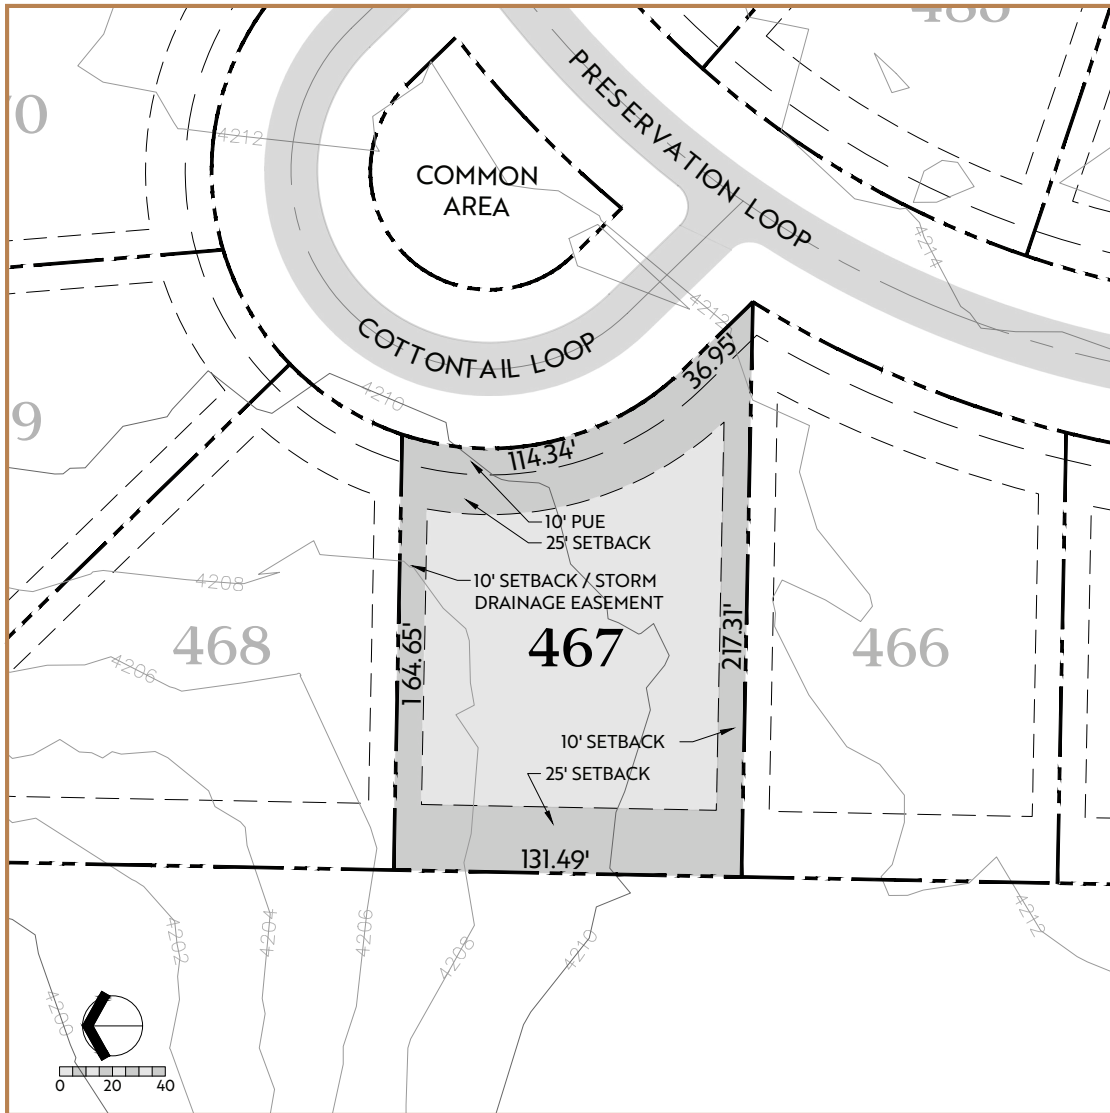 4212
COMMON
AREA
PRESERVATION LOOP
4214
4212
COTTONTAIL LOOP
36.95'
4210
114.34'
10' PUE
25' SETBACK
10' SETBACK / STORM
DRAINAGE EASEMENT
4208
468
467
466
4206
164.65'
217.31'
10' SETBACK
25' SETBACK
131.49'
4202
4204
4206
4208
4210
4212
4200
0 20 40